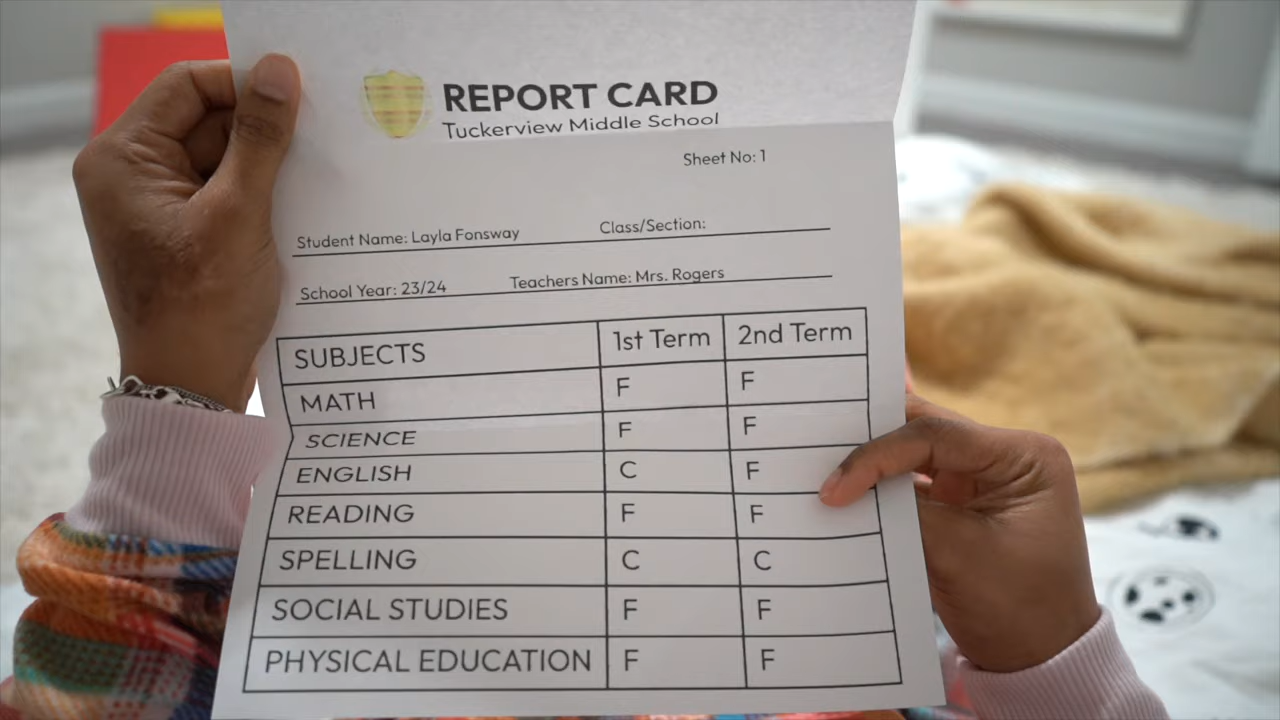 REPORT CARD
Tuckerview Middle School
Sheet No: 1
Student Name: Layla Fonsway Class/Section:
School Year: 23/24 Teachers Name: Mrs. Rogers
SUBJECTS 1st Term 2nd Term
MATH F F
SCIENCE F F
ENGLISH C F
READING F F
SPELLING C C
SOCIAL STUDIES F F
PHYSICAL EDUCATION F F